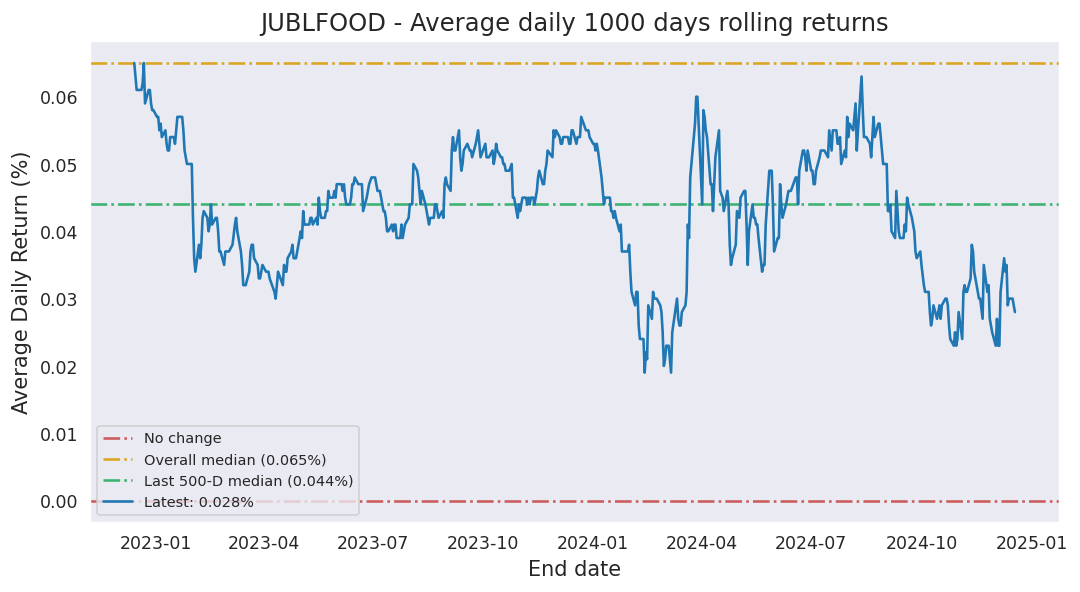 JUBLFOOD - Average daily 1000 days rolling returns
Average Daily Return (%)
0.06
0.05
0.04
0.03
0.02
0.01
0.00
No change
Overall median (0.065%)
Last 500-D median (0.044%)
Latest: 0.028%
2023-01 2023-04 2023-07 2023-10 2024-01 2024-04 2024-07 2024-10 2025-01
End date